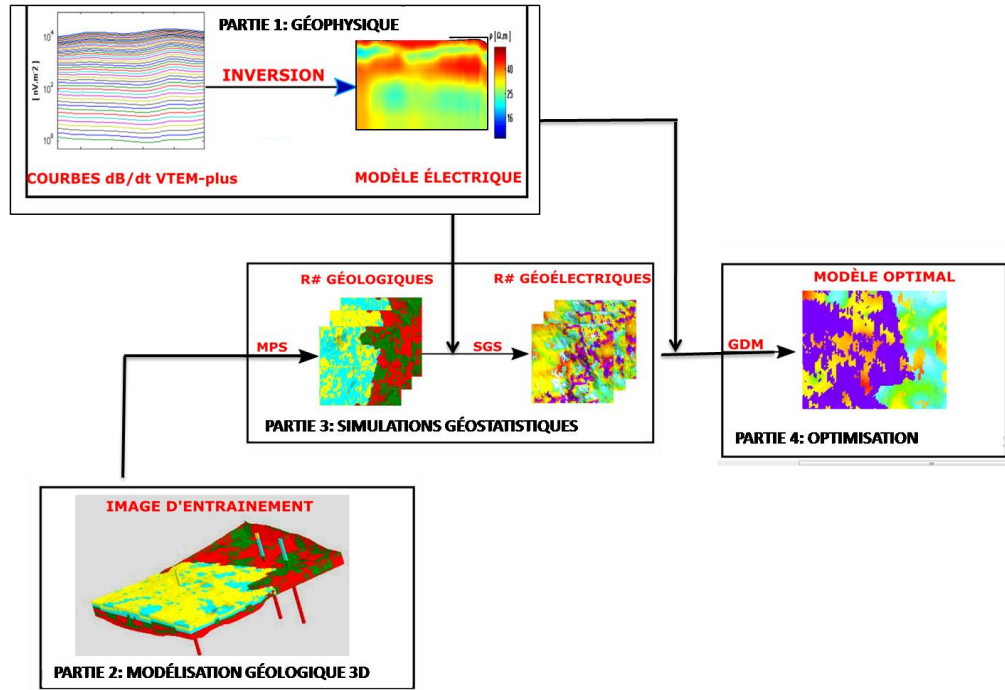 PARTIE 1: GÉOPHYSIQUE
10⁴
10²
10⁰
[ nV.m^2 ]
INVERSION
ρ [Ω.m]
40
25
16
COURBES dB/dt VTEM-plus
MODÈLE ÉLECTRIQUE
R# GÉOLOGIQUES
R# GÉOÉLECTRIQUES
MPS
SGS
PARTIE 3: SIMULATIONS GÉOSTATISTIQUES
MODÈLE OPTIMAL
GDM
PARTIE 4: OPTIMISATION
IMAGE D'ENTRAINEMENT
PARTIE 2: MODÉLISATION GÉOLOGIQUE 3D